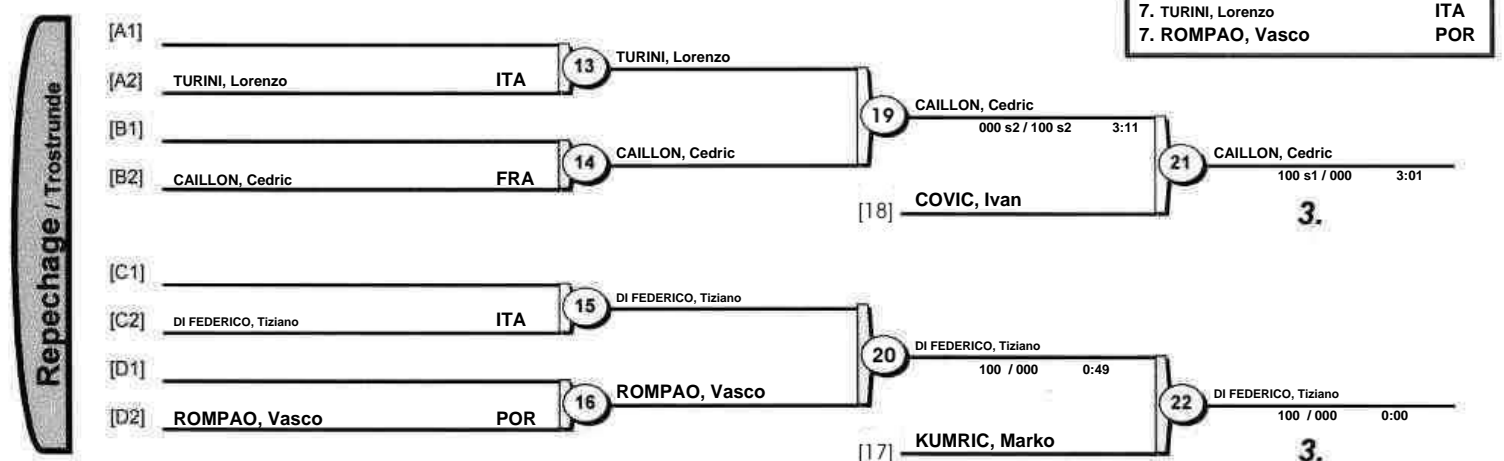 7. TURINI, Lorenzo ITA
7. ROMPAO, Vasco POR
Repechage / Trostrunde
[A1]
[A2] TURINI, Lorenzo ITA
13 TURINI, Lorenzo
[B1]
[B2] CAILLON, Cedric FRA
14 CAILLON, Cedric
19 CAILLON, Cedric
000 s2 / 100 s2 3:11
[18] COVIC, Ivan
21 CAILLON, Cedric
100 s1 / 000 3:01
3.
[C1]
[C2] DI FEDERICO, Tiziano ITA
15 DI FEDERICO, Tiziano
[D1]
[D2] ROMPAO, Vasco POR
16 ROMPAO, Vasco
20 DI FEDERICO, Tiziano
100 / 000 0:49
[17] KUMRIC, Marko
22 DI FEDERICO, Tiziano
100 / 000 0:00
3.